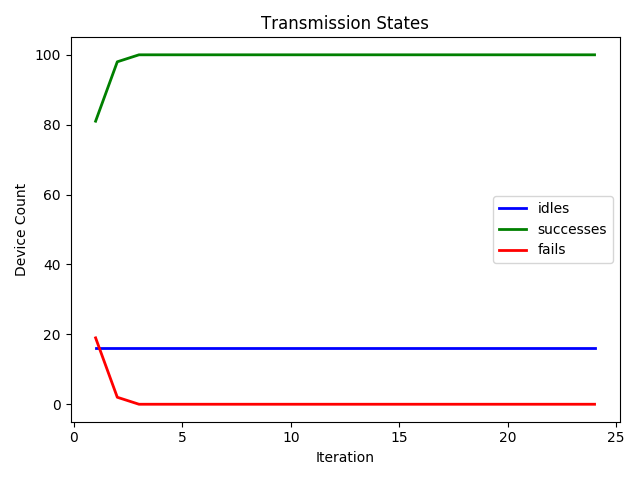 Transmission States
Device Count
100
80
60
40
20
0
idles
successes
fails
0 5 10 15 20 25
Iteration